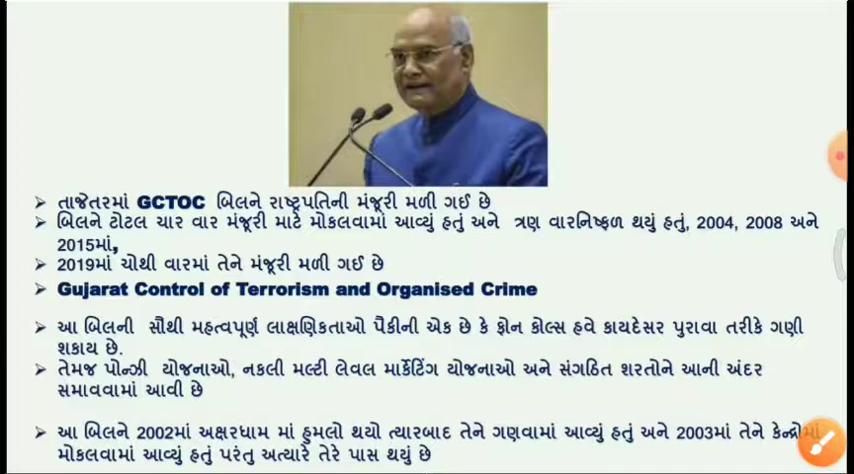 ➢ તાજેતરમાં GCTOC બિલને રાષ્ટ્રપતિની મંજૂરી મળી ગઈ છે
➢ બિલને ટોટલ ચાર વાર મંજૂરી માટે મોકલવામાં આવ્યું હતું અને ત્રણ વારનિષ્ફળ થયું હતું, 2004, 2008 અને
2015માં,
➢ 2019માં ચોથી વારમાં તેને મંજૂરી મળી ગઈ છે
➢ Gujarat Control of Terrorism and Organised Crime
➢ આ બિલની સૌથી મહત્વપૂર્ણ લાક્ષણિકતાઓ પૈકીની એક છે કે ફોન કોલ્સ હવે કાયદેસર પુરાવા તરીકે ગણી
શકાય છે.
➢ તેમજ પોન્ઝી યોજનાઓ, નકલી મલ્ટી લેવલ માર્કેટિંગ યોજનાઓ અને સંગઠિત શરતોને આની અંદર
સમાવવામાં આવી છે
➢ આ બિલને 2002માં અક્ષરધામ માં હુમલો થયો ત્યારબાદ તેને ગણવામાં આવ્યું હતું અને 2003માં તેને કેન્દ્રોમાં
મોકલવામાં આવ્યું હતું પરંતુ અત્યારે તેરે પાસ થયું છે